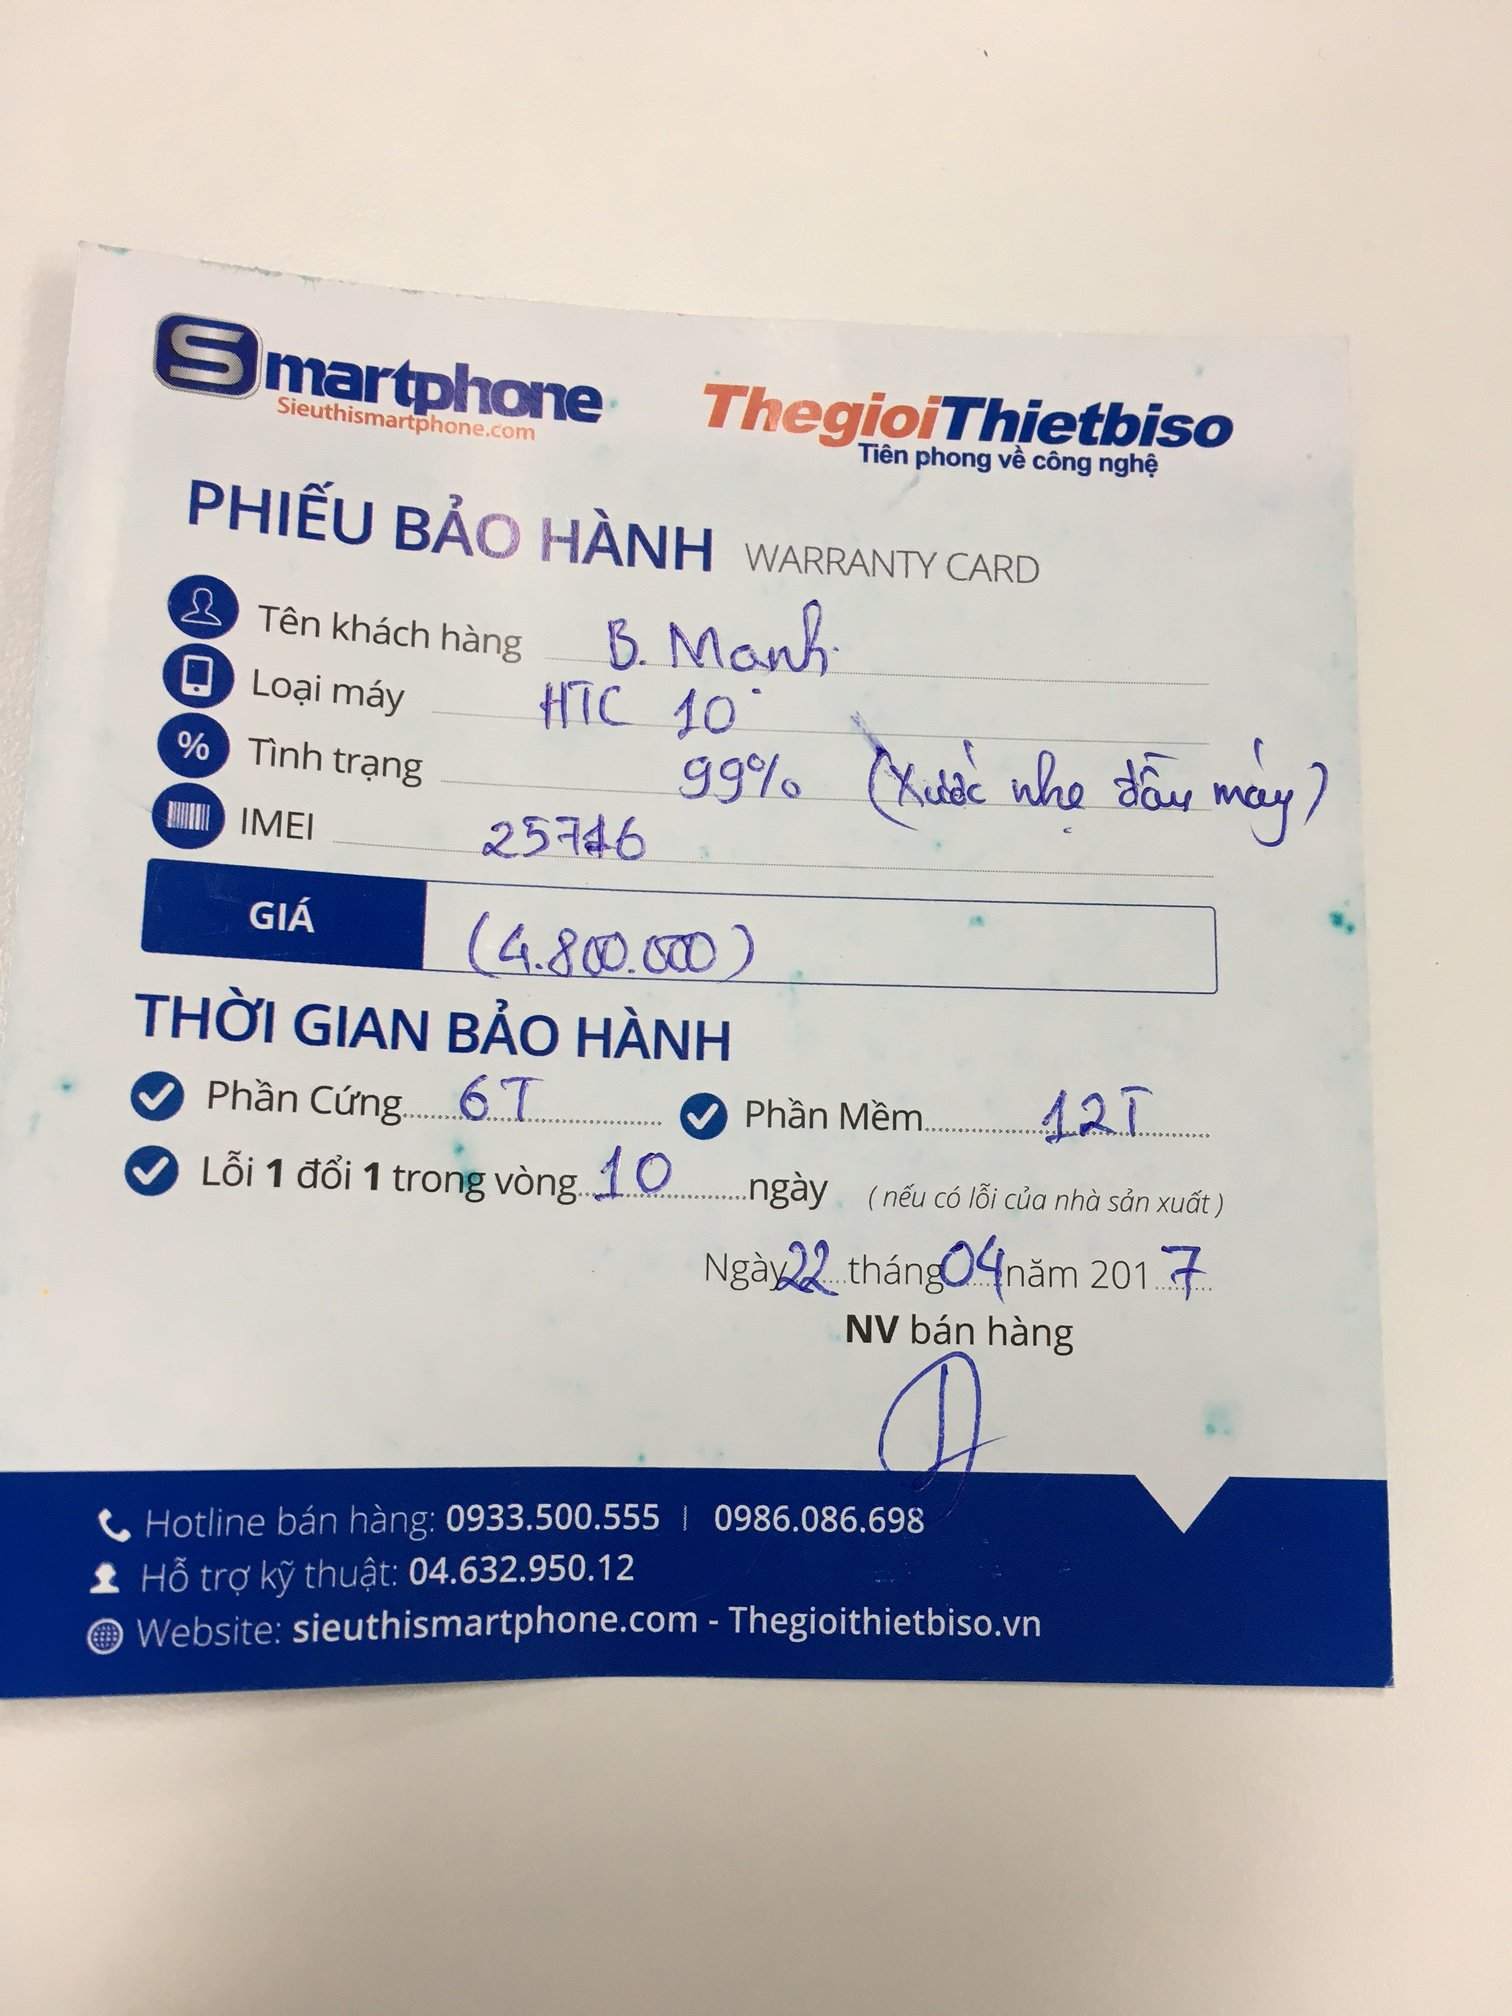 Smartphone ThegioiThietbiso
Sieuthismartphone.com Tiên phong về công nghệ
PHIẾU BẢO HÀNH WARRANTY CARD
Tên khách hàng B. Mạnh
Loại máy HTC 10
% Tình trạng 99% (Xước nhẹ đầu máy)
IMEI
GIÁ (4.800.000)
THỜI GIAN BẢO HÀNH
Phần Cứng 6T Phần Mềm 12T
Lỗi 1 đổi 1 trong vòng 10 ngày (nếu có lỗi của nhà sản xuất)
Ngày 22 tháng 04 năm 2017
NV bán hàng
Hotline bán hàng: 0933.500.555 | 0986.086.698
Hỗ trợ kỹ thuật: 04.632.950.12
Website: sieuthismartphone.com - Thegioithietbiso.vn